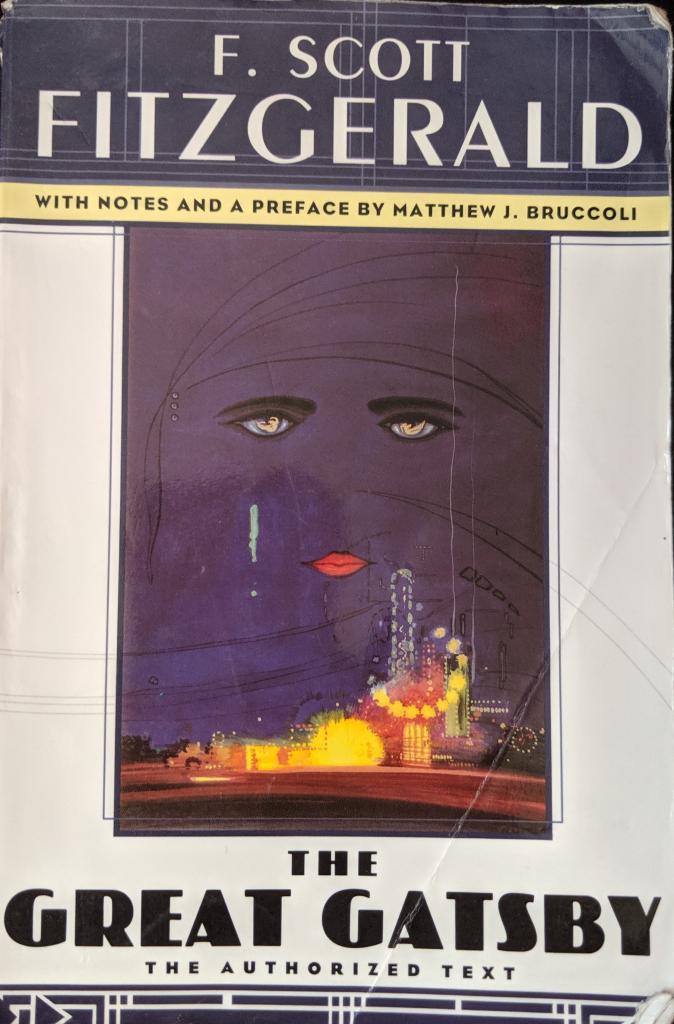 F. SCOTT
FITZGERALD
WITH NOTES AND A PREFACE BY MATTHEW J. BRUCCOLI
THE
GREAT GATSBY
THE AUTHORIZED TEXT